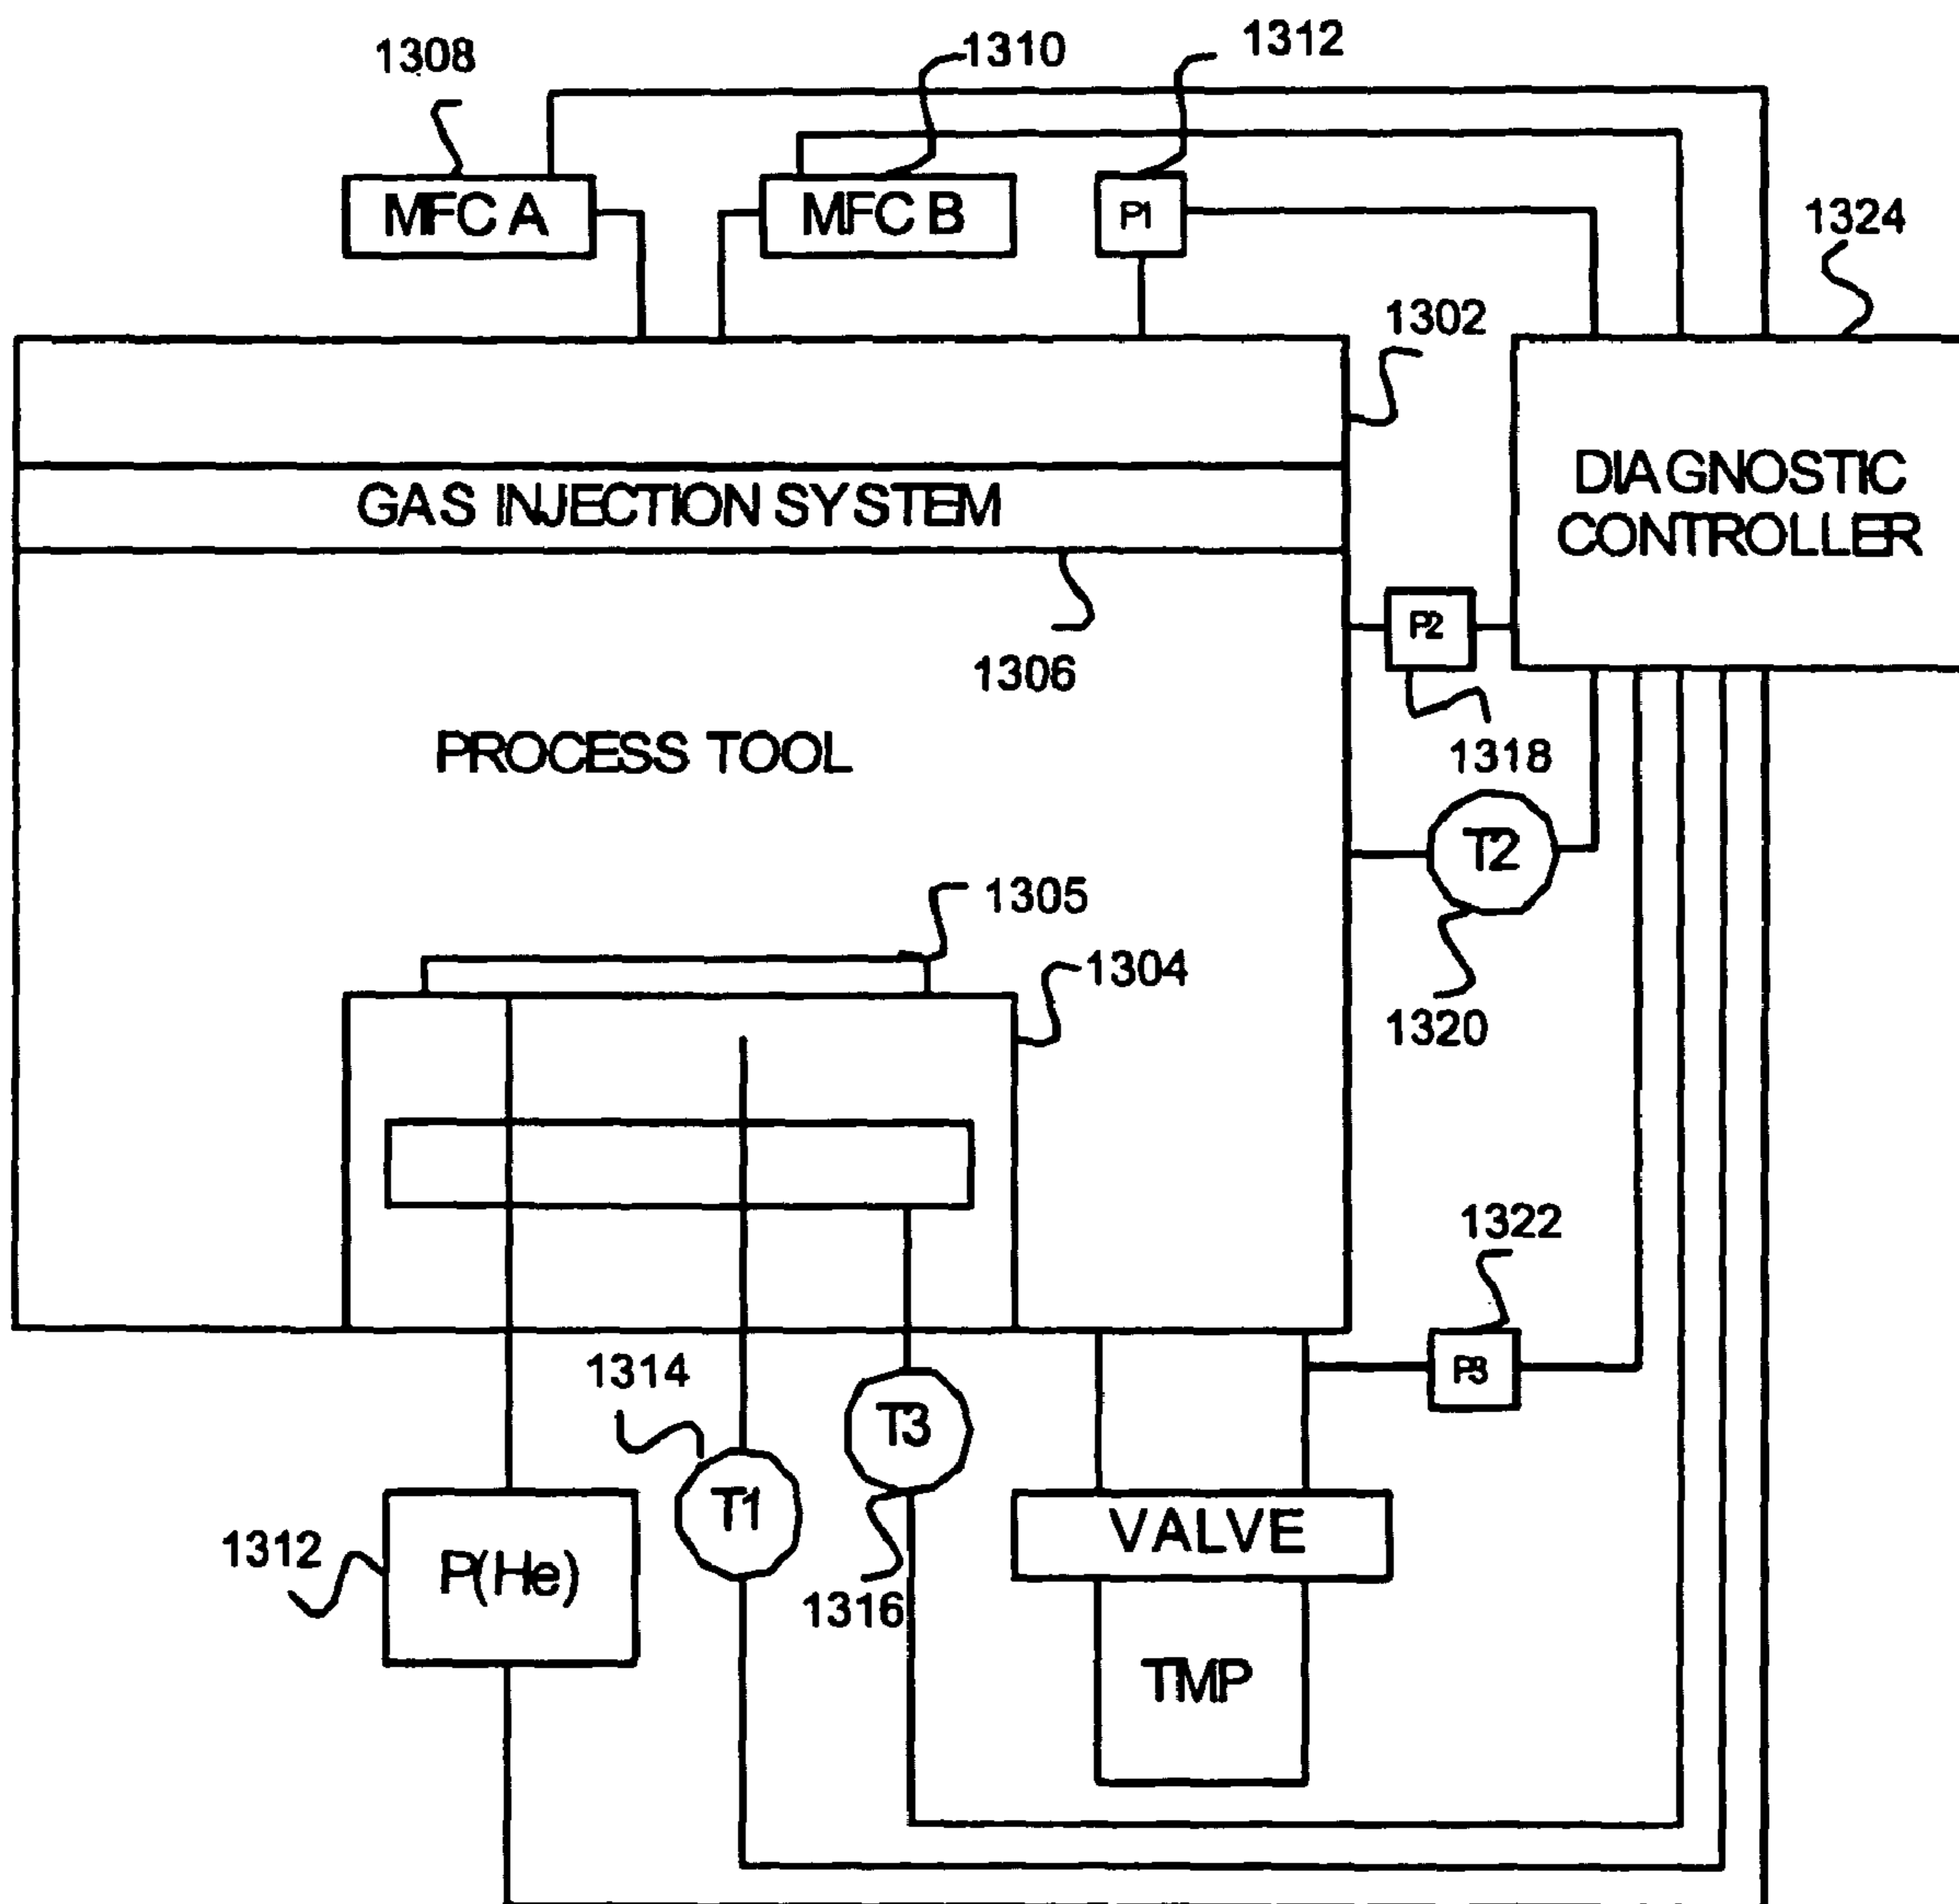 1308
1310
1312
MFC A
MFC B
P1
1324
1302
GAS INJECTION SYSTEM
DIAGNOSTIC
CONTROLLER
P2
1306
1318
PROCESS TOOL
T2
1305
1304
1320
1322
1314
P3
T3
T1
VALVE
1312
P(He)
1316
TMP